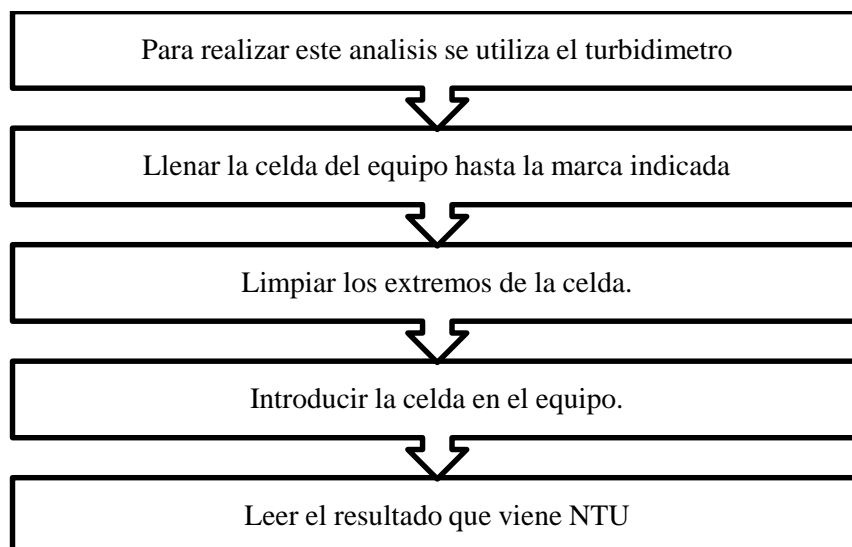 Para realizar este analisis se utiliza el turbidimetro
Llenar la celda del equipo hasta la marca indicada
Limpiar los extremos de la celda.
Introducir la celda en el equipo.
Leer el resultado que viene NTU